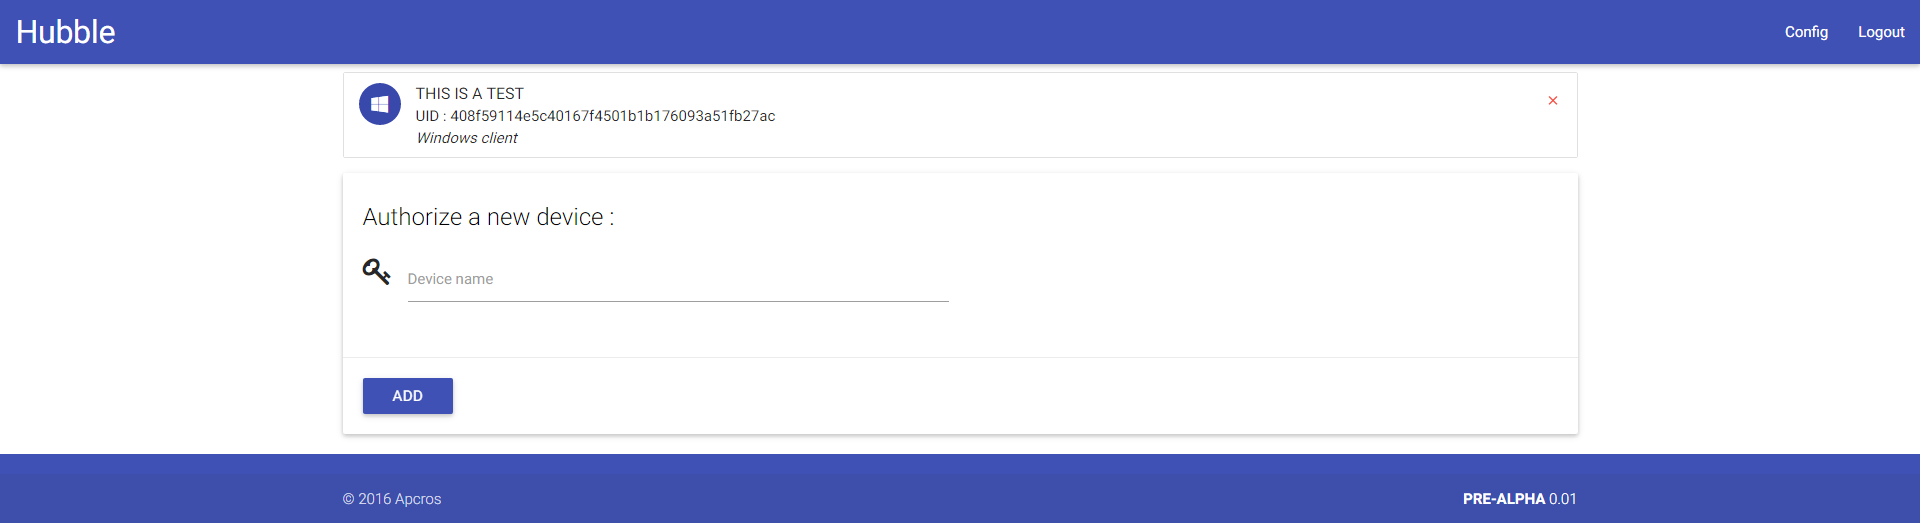 Hubble
Config
Logout
THIS IS A TEST
UID : 408f59114e5c40167f4501b1b176093a51fb27ac
Windows client
Authorize a new device :
Device name
ADD
© 2016 Apcros
PRE-ALPHA 0.01